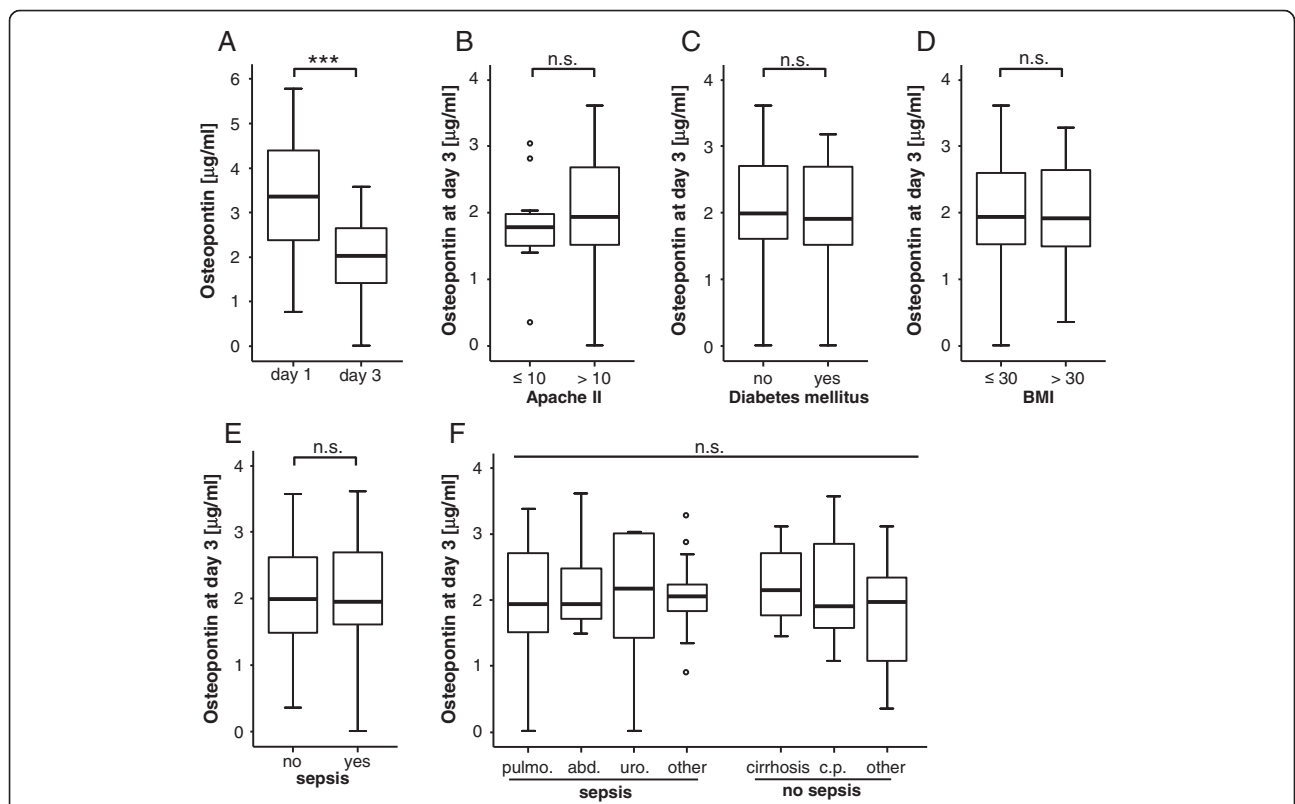 A
***
Osteopontin [µg/ml]
6
5
4
3
2
1
0
day 1 day 3
B
n.s.
Osteopontin at day 3 [µg/ml]
4
3
2
1
0
≤ 10 > 10
Apache II
C
n.s.
Osteopontin at day 3 [µg/ml]
4
3
2
1
0
no yes
Diabetes mellitus
D
n.s.
Osteopontin at day 3 [µg/ml]
4
3
2
1
0
≤ 30 > 30
BMI
E
n.s.
Osteopontin at day 3 [µg/ml]
4
3
2
1
0
no yes
sepsis
F
n.s.
Osteopontin at day 3 [µg/ml]
4
3
2
1
0
pulmo. abd. uro. other cirrhosis c.p. other
sepsis no sepsis